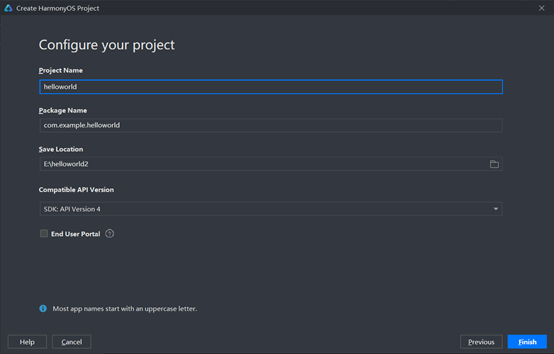 Create HarmonyOS Project
Configure your project
Project Name
helloworld
Package Name
com.example.helloworld
Save Location
E:\helloworld2
Compatible API Version
SDK: API Version 4
End User Portal ?
i Most app names start with an uppercase letter.
Help Cancel Previous Finish